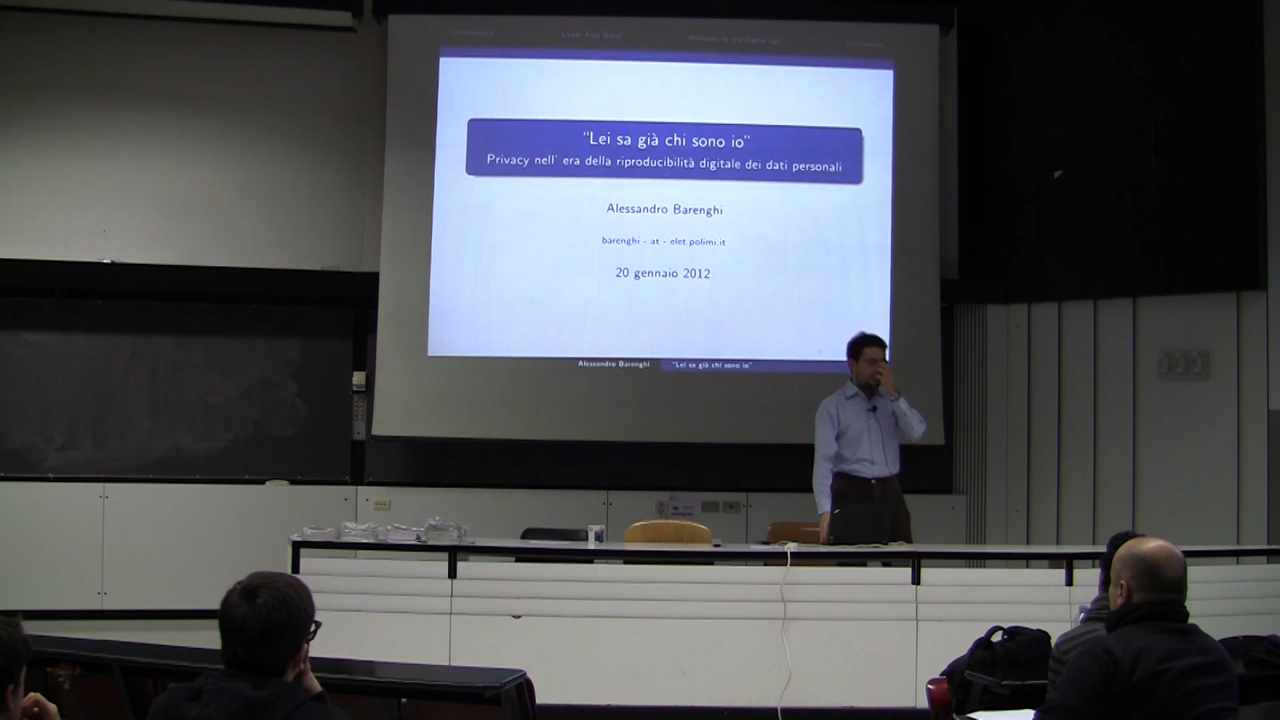 "Lei sa già chi sono io"
Privacy nell' era della riproducibilità digitale dei dati personali
Alessandro Barenghi
barenghi - at - elet.polimi.it
20 gennaio 2012
Alessandro Barenghi "Lei sa già chi sono io"